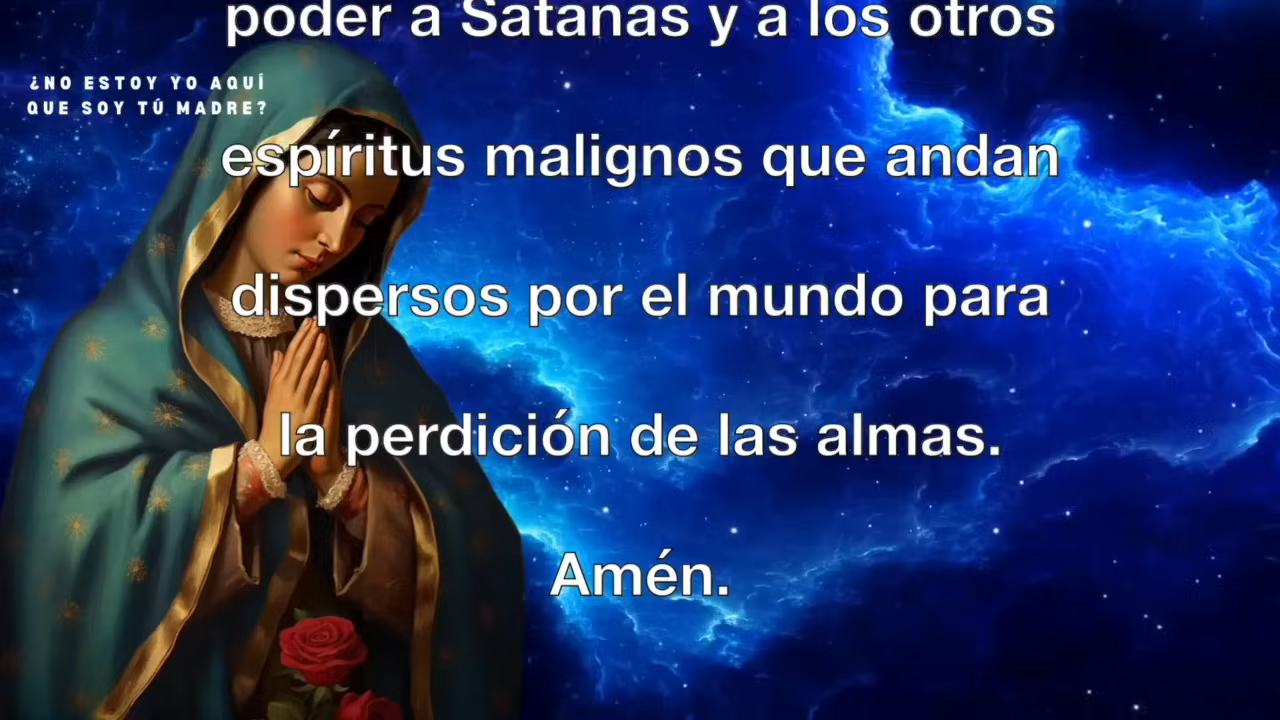 poder a Satanás y a los otros
¿NO ESTOY YO AQUÍ
QUE SOY TÚ MADRE?
espíritus malignos que andan
dispersos por el mundo para
la perdición de las almas.
Amén.